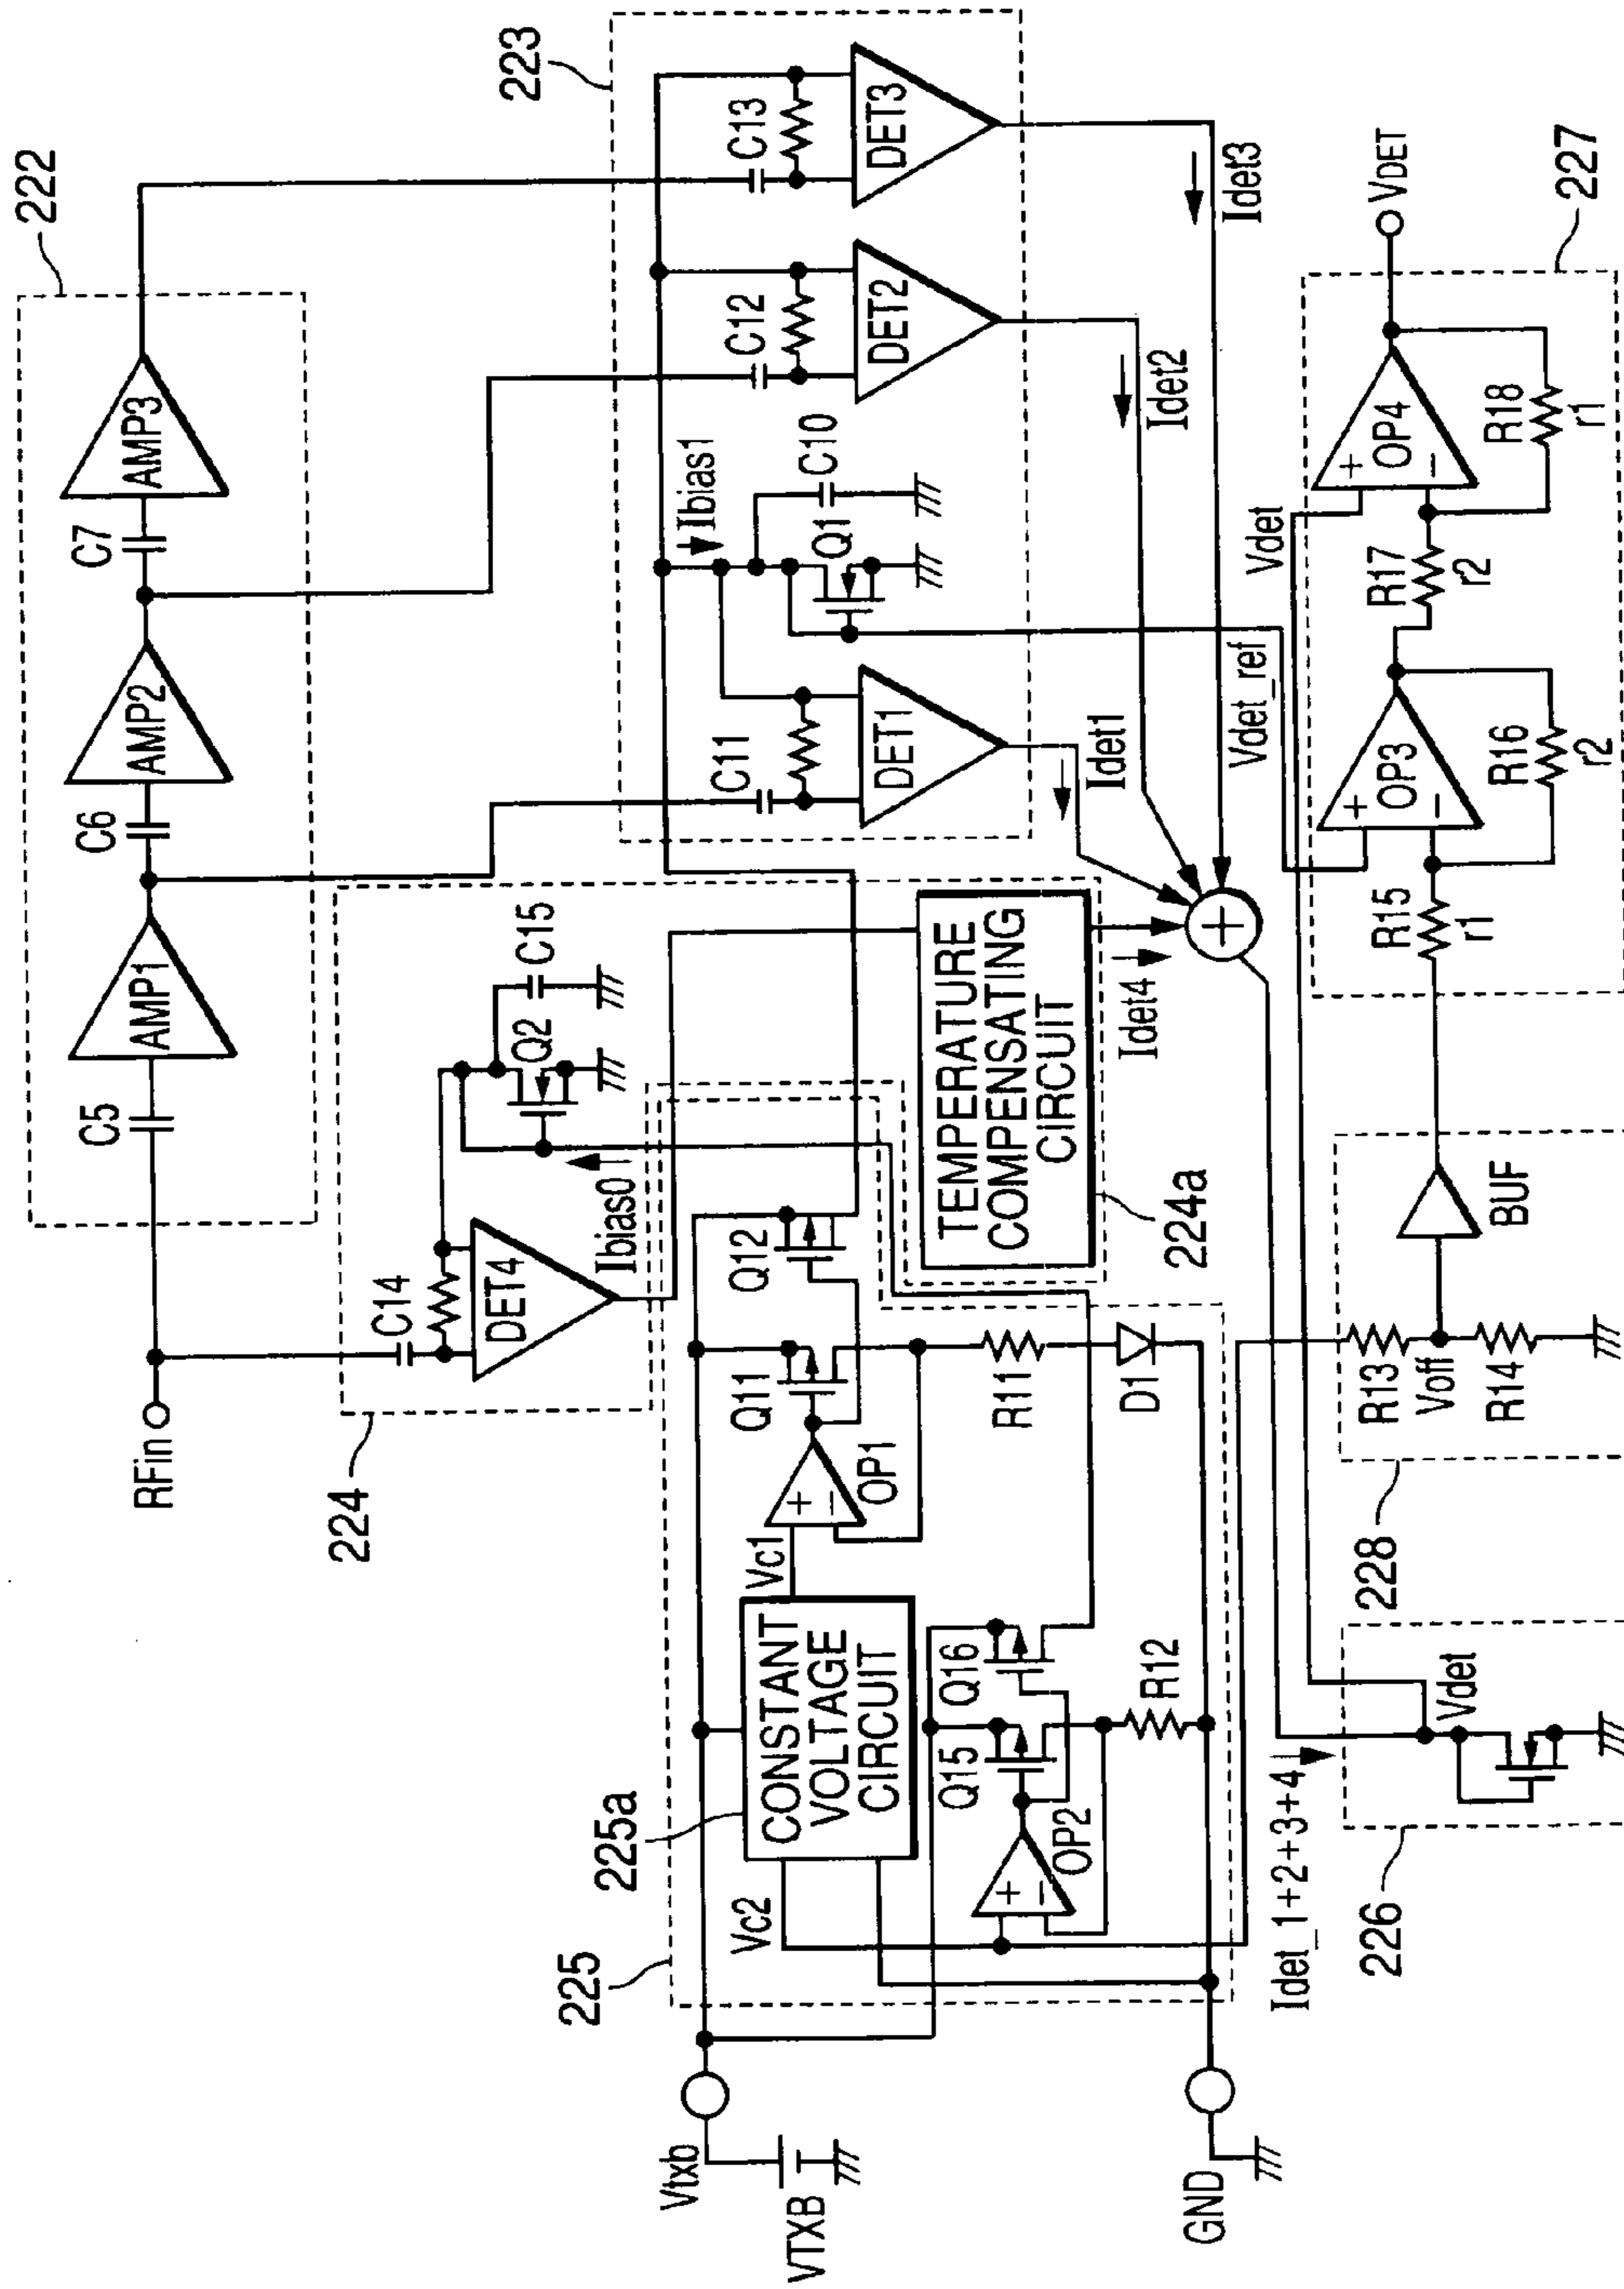 222
C5
AMP1
C6
AMP2
C7
AMP3
RFin
224
C14
DET4
C15
Q2
Ibias0
223
C11
DET1
C12
DET2
C13
DET3
Ibias1
C10
Q1
Idet1
Idet2
Idet3
TEMPERATURE
COMPENSATING
CIRCUIT
224a
Idet4
+
225
225a
CONSTANT
VOLTAGE
CIRCUIT
Vc1
Vc2
+
−
OP1
Q11
Q12
R11
D1
+
−
OP2
Q15
Q16
R12
Vtxb
VTXB
GND
Idet_1+2+3+4
226
Vdet
228
R13
Voff
R14
BUF
Vdet_ref
Vdet
227
R15
r1
+
−
OP3
R16
r2
R17
r2
+
−
OP4
R18
r1
VDET